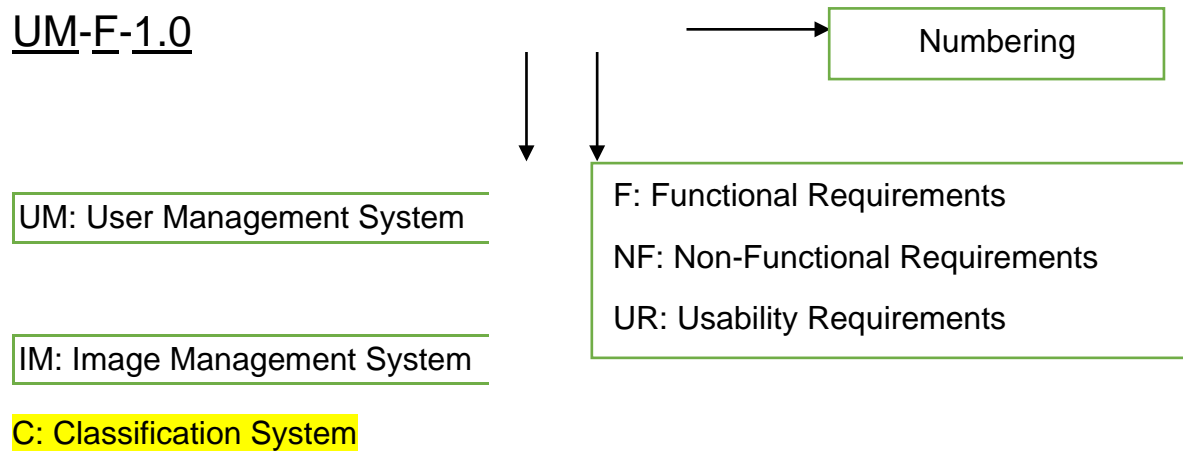 UM-F-1.0
Numbering
UM: User Management System
F: Functional Requirements
NF: Non-Functional Requirements
UR: Usability Requirements
IM: Image Management System
C: Classification System